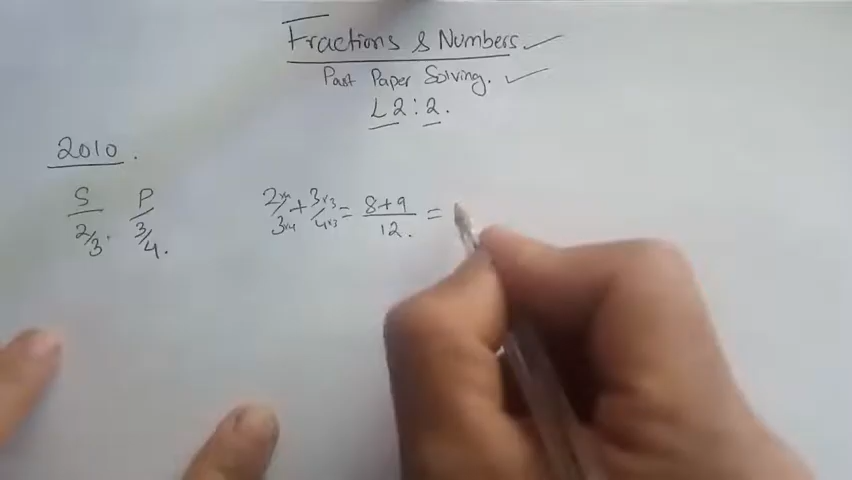 Fractions & Numbers
Past Paper Solving.
L2:2.
2010.
S P
2/3. 3/4.
2×4/3×4 + 3×3/4×3 = 8+9/12. =